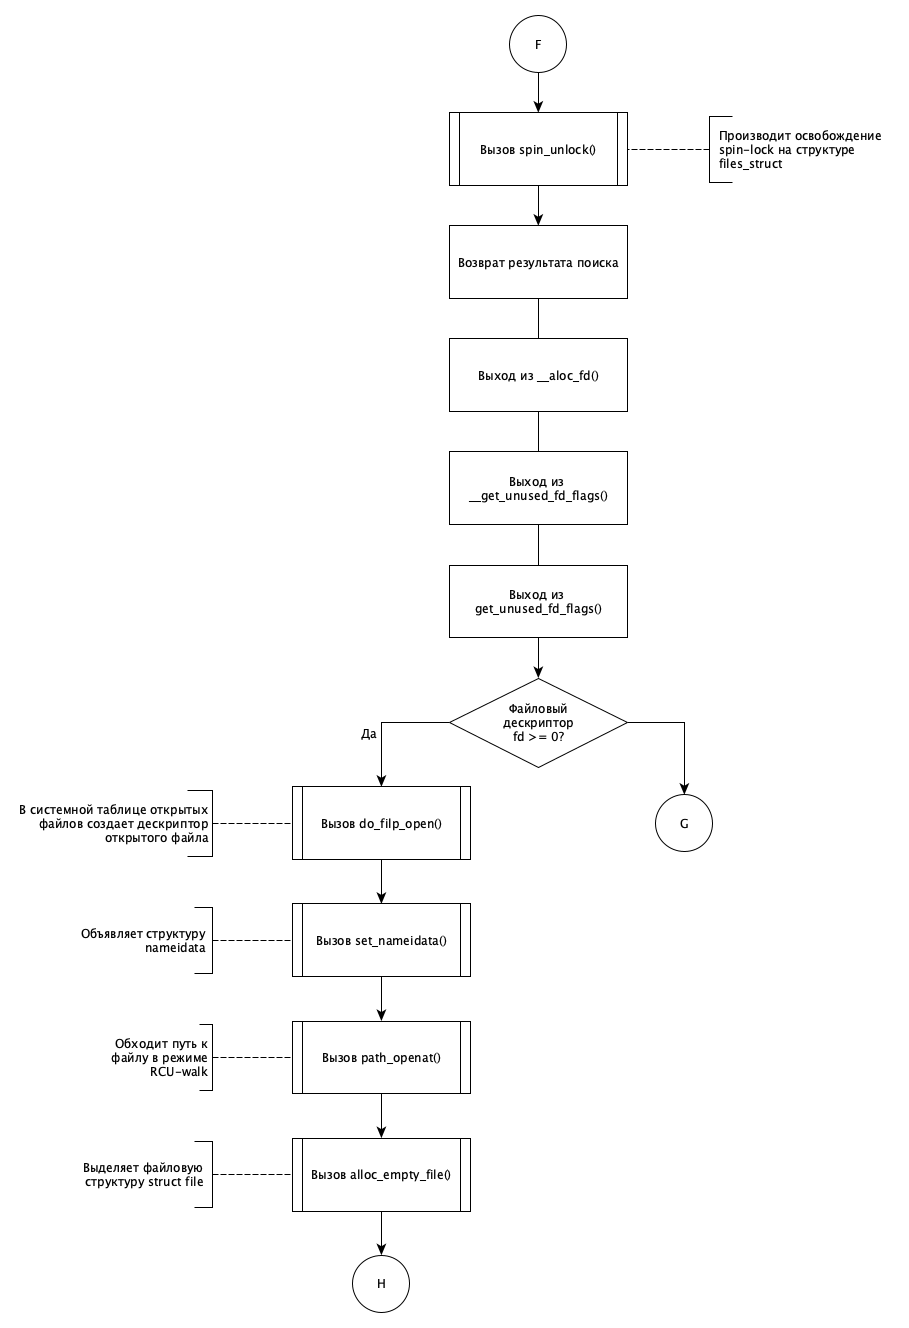 F
Вызов spin_unlock()
Производит освобождение
spin-lock на структуре
files_struct
Возврат результата поиска
Выход из __aloc_fd()
Выход из
__get_unused_fd_flags()
Выход из
get_unused_fd_flags()
Файловый
дескриптор
fd >= 0?
Да
В системной таблице открытых
файлов создает дескриптор
открытого файла
Вызов do_filp_open()
G
Объявляет структуру
nameidata
Вызов set_nameidata()
Обходит путь к
файлу в режиме
RCU-walk
Вызов path_openat()
Выделяет файловую
структуру struct file
Вызов alloc_empty_file()
H